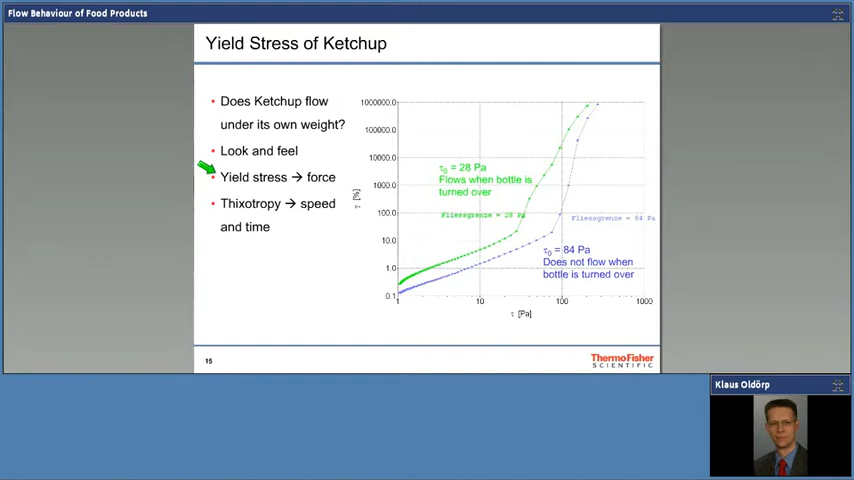 Flow Behaviour of Food Products
Yield Stress of Ketchup
• Does Ketchup flow
under its own weight?
• Look and feel
• Yield stress → force
• Thixotropy → speed
and time
1000000.0
100000.0
10000.0
1000.0
100.0
10.0
1.0
0.1
γ [%]
τ₀ = 28 Pa
Flows when bottle is
turned over
Fliessgrenze = 28 Pa
Fliessgrenze = 84 Pa
τ₀ = 84 Pa
Does not flow when
bottle is turned over
1 10 100 1000
τ [Pa]
15
ThermoFisher
SCIENTIFIC
Klaus Oldörp